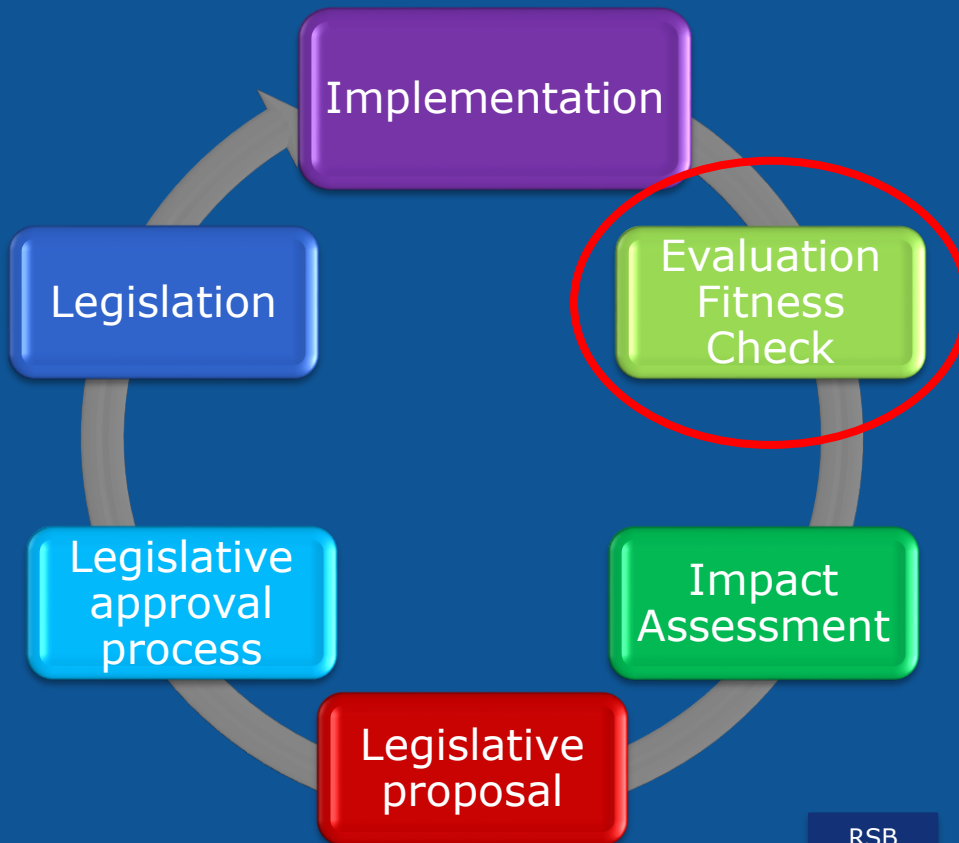 Implementation
Evaluation
Fitness
Check
Legislation
Impact
Assessment
Legislative
approval
process
Legislative
proposal
RSB